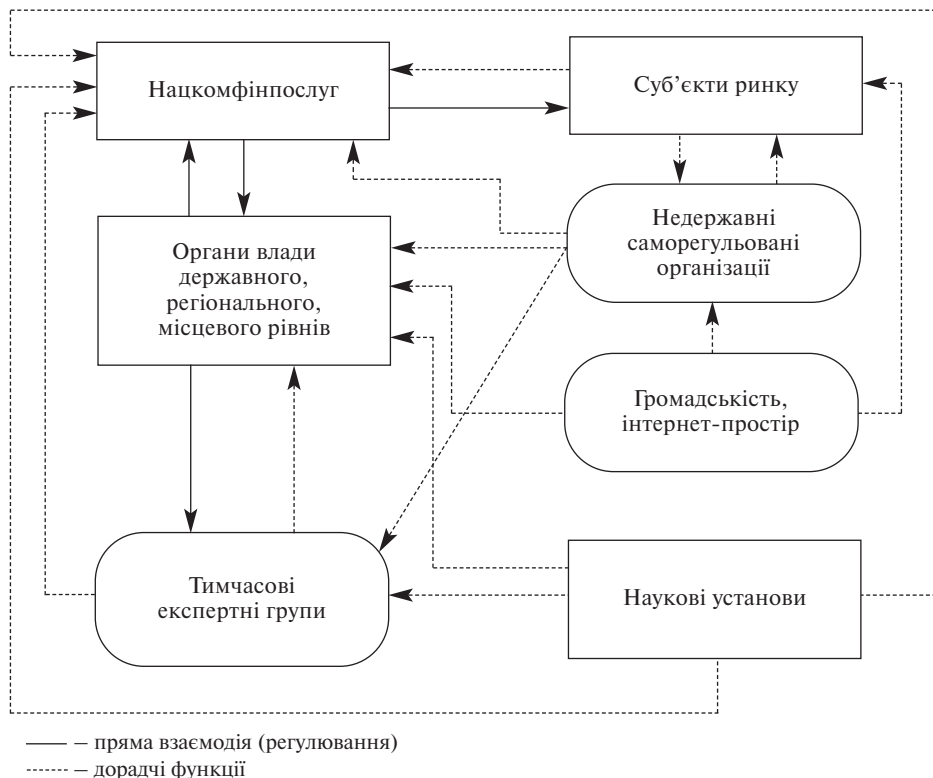 Нацкомфінпослуг
Суб’єкти ринку
Органи влади
державного,
регіонального,
місцевого рівнів
Недержавні
саморегульовані
організації
Громадськість,
інтернет-простір
Тимчасові
експертні групи
Наукові установи
– пряма взаємодія (регулювання)
– дорадчі функції